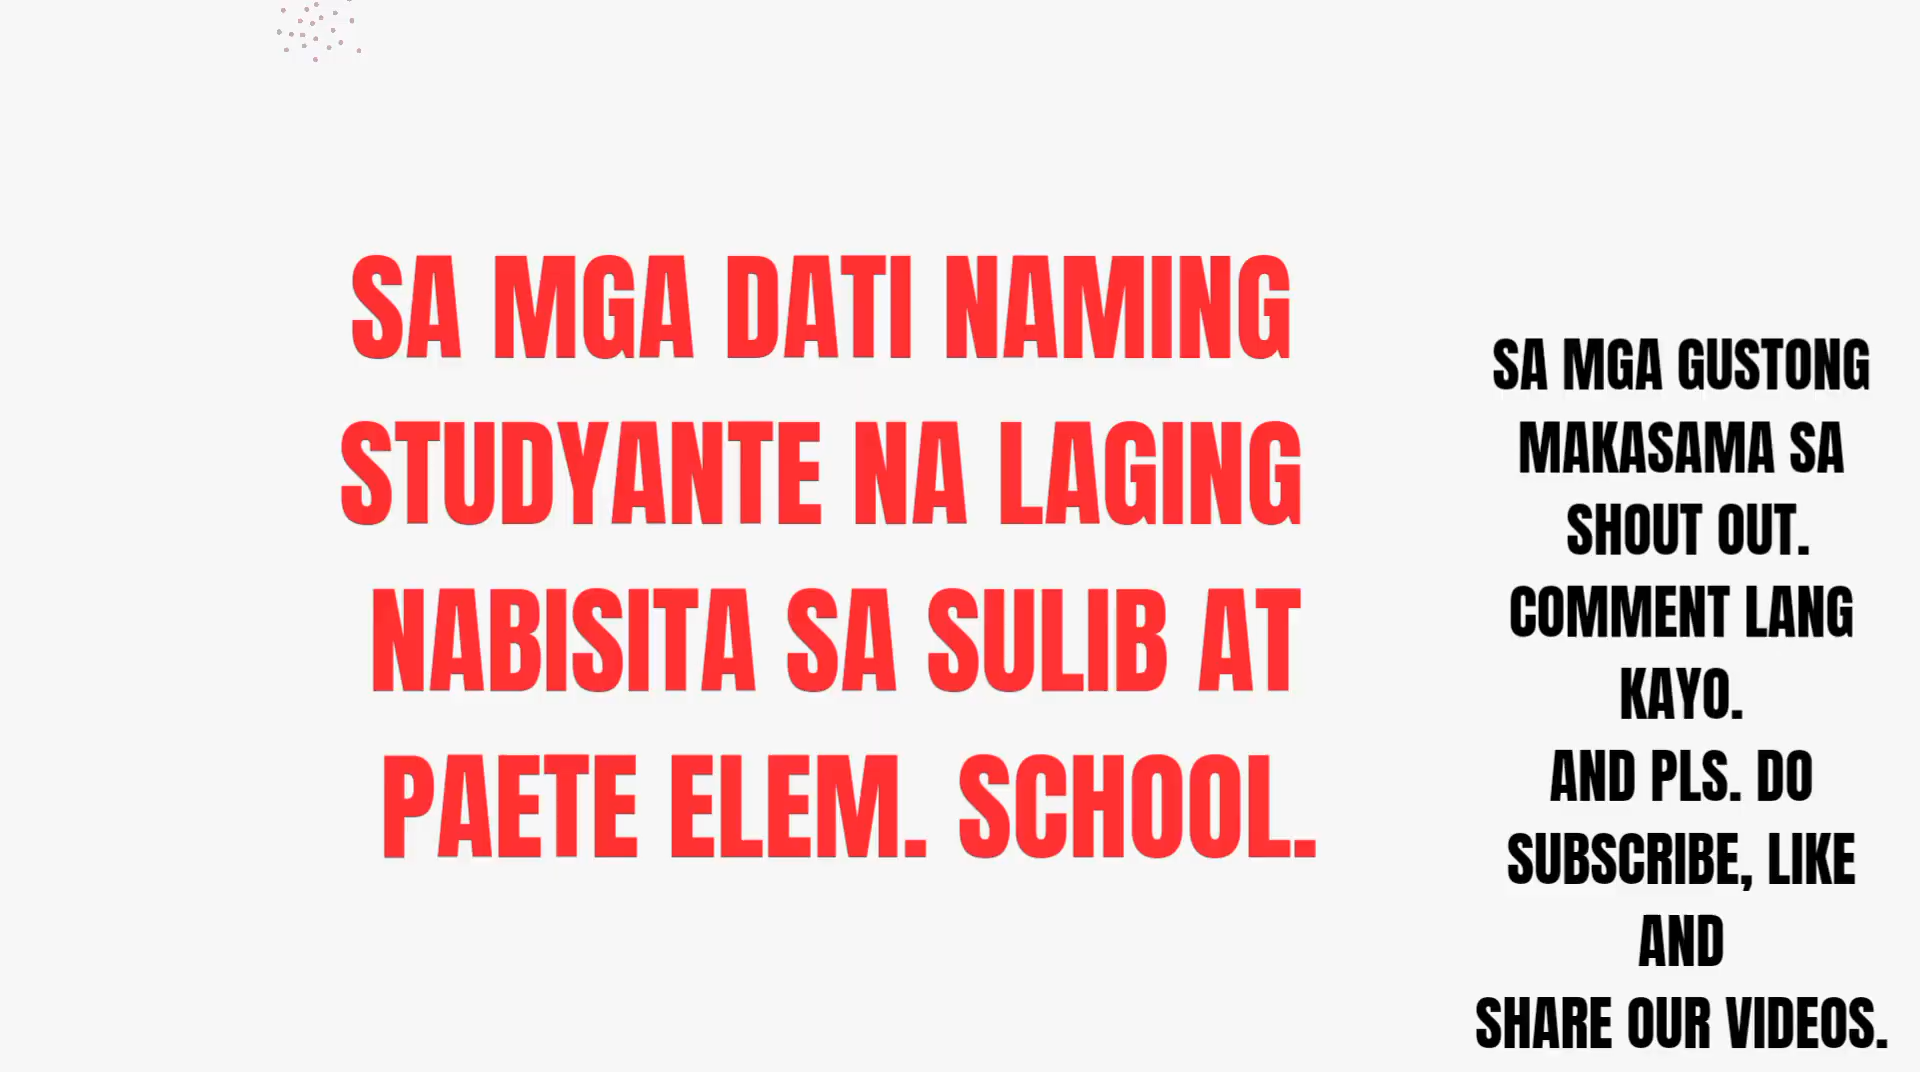 SA MGA DATI NAMING
STUDYANTE NA LAGING
NABISITA SA SULIB AT
PAETE ELEM. SCHOOL.
SA MGA GUSTONG
MAKASAMA SA
SHOUT OUT.
COMMENT LANG
KAYO.
AND PLS. DO
SUBSCRIBE, LIKE
AND
SHARE OUR VIDEOS.